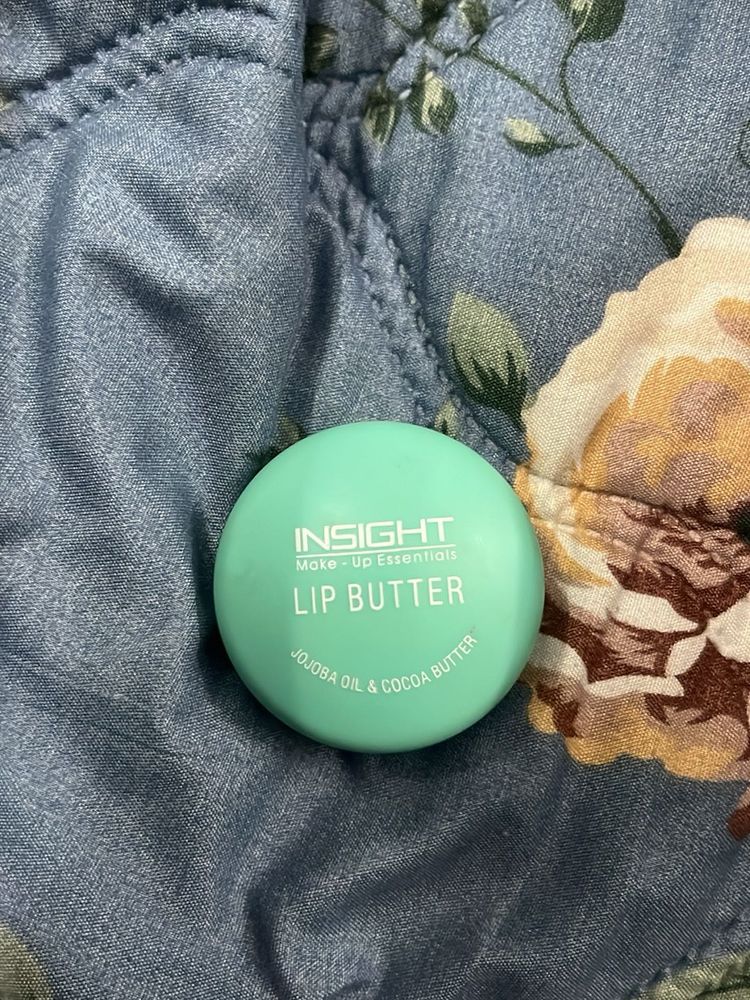 INSIGHT
Make - Up Essentials
LIP BUTTER
JOJOBA OIL & COCOA BUTTER